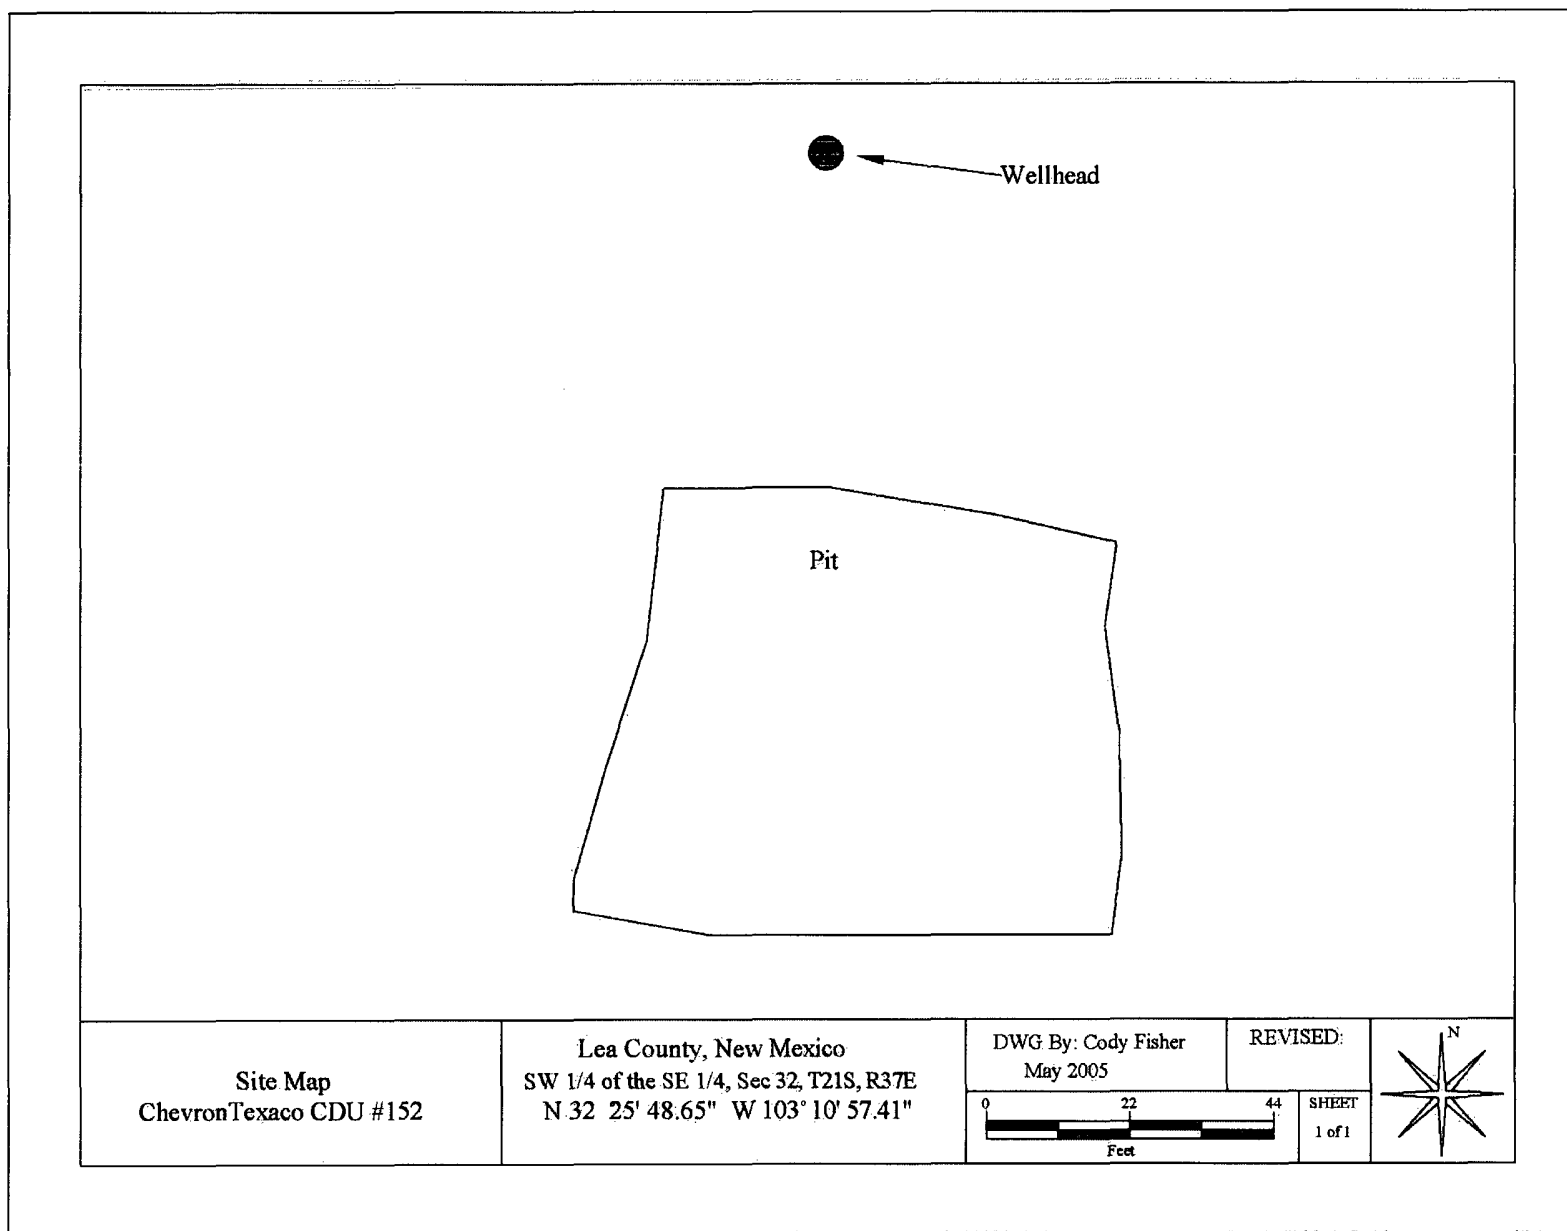 Wellhead
Pit
Site Map
ChevronTexaco CDU #152
Lea County, New Mexico
SW 1/4 of the SE 1/4, Sec 32, T21S, R37E
N 32 25' 48.65" W 103° 10' 57.41"
DWG By: Cody Fisher
May 2005
REVISED:
0 22 44
Feet
SHEET
1 of 1
N